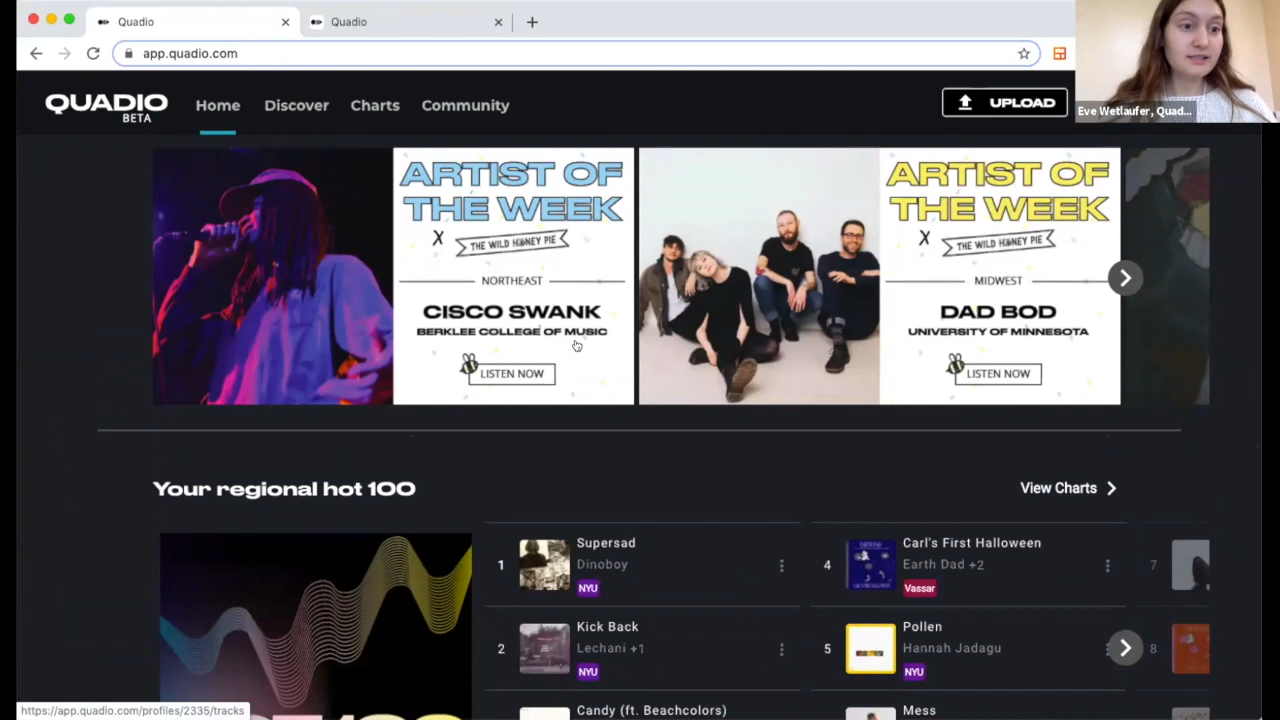 Quadio
Quadio
app.quadio.com
QUADIO
BETA
Home
Discover
Charts
Community
UPLOAD
Eve Wetlaufer, Quad...
ARTIST OF
THE WEEK
X THE WILD HONEY PIE
NORTHEAST
CISCO SWANK
BERKLEE COLLEGE OF MUSIC
LISTEN NOW
ARTIST OF
THE WEEK
X THE WILD HONEY PIE
MIDWEST
DAD BOD
UNIVERSITY OF MINNESOTA
LISTEN NOW
Your regional hot 100
View Charts
1
Supersad
Dinoboy
NYU
4
Carl's First Halloween
Earth Dad +2
Vassar
7
2
Kick Back
Lechani +1
NYU
5
Pollen
Hannah Jadagu
NYU
8
Candy (ft. Beachcolors)
Mess
https://app.quadio.com/profiles/2335/tracks